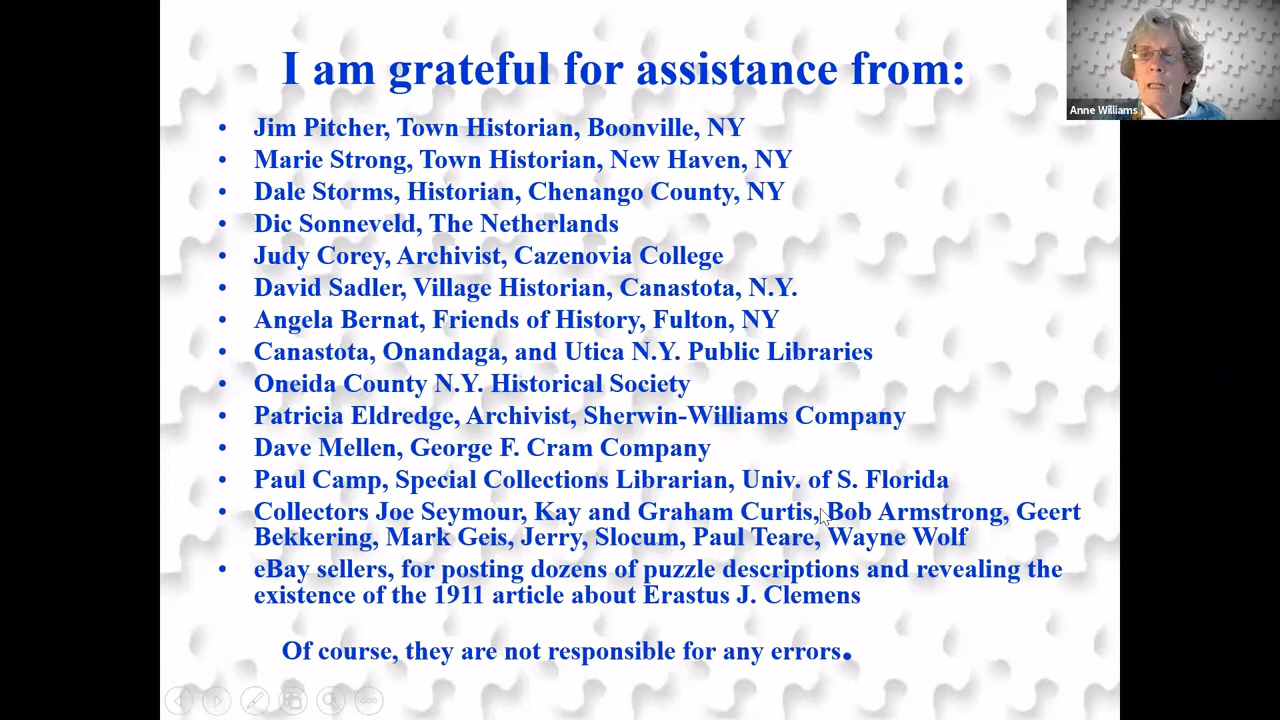 I am grateful for assistance from:
Anne Williams
• Jim Pitcher, Town Historian, Boonville, NY
• Marie Strong, Town Historian, New Haven, NY
• Dale Storms, Historian, Chenango County, NY
• Dic Sonneveld, The Netherlands
• Judy Corey, Archivist, Cazenovia College
• David Sadler, Village Historian, Canastota, N.Y.
• Angela Bernat, Friends of History, Fulton, NY
• Canastota, Onandaga, and Utica N.Y. Public Libraries
• Oneida County N.Y. Historical Society
• Patricia Eldredge, Archivist, Sherwin-Williams Company
• Dave Mellen, George F. Cram Company
• Paul Camp, Special Collections Librarian, Univ. of S. Florida
• Collectors Joe Seymour, Kay and Graham Curtis, Bob Armstrong, Geert
Bekkering, Mark Geis, Jerry, Slocum, Paul Teare, Wayne Wolf
• eBay sellers, for posting dozens of puzzle descriptions and revealing the
existence of the 1911 article about Erastus J. Clemens
Of course, they are not responsible for any errors.